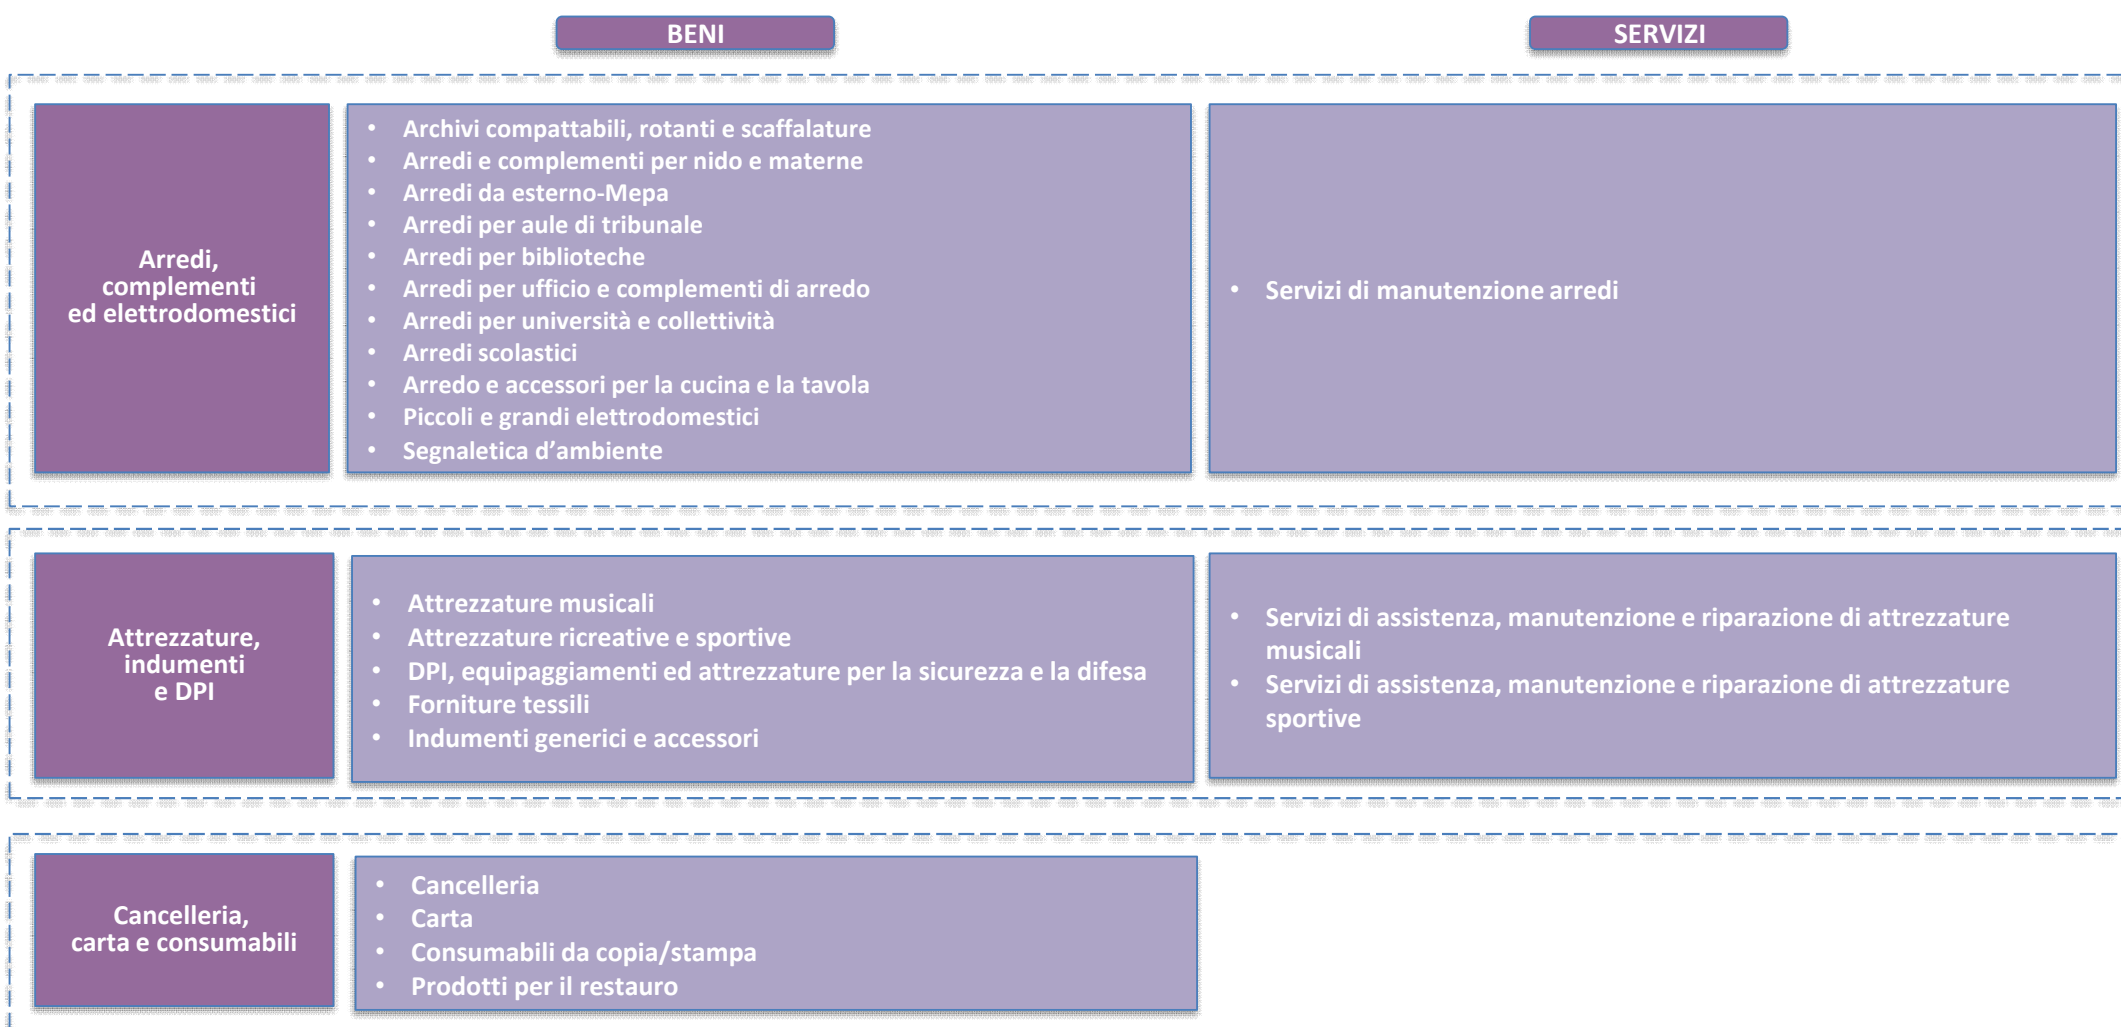 BENI
SERVIZI
Arredi,
complementi
ed elettrodomestici
• Archivi compattabili, rotanti e scaffalature
• Arredi e complementi per nido e materne
• Arredi da esterno-Mepa
• Arredi per aule di tribunale
• Arredi per biblioteche
• Arredi per ufficio e complementi di arredo
• Arredi per università e collettività
• Arredi scolastici
• Arredo e accessori per la cucina e la tavola
• Piccoli e grandi elettrodomestici
• Segnaletica d’ambiente
• Servizi di manutenzione arredi
Attrezzature,
indumenti
e DPI
• Attrezzature musicali
• Attrezzature ricreative e sportive
• DPI, equipaggiamenti ed attrezzature per la sicurezza e la difesa
• Forniture tessili
• Indumenti generici e accessori
• Servizi di assistenza, manutenzione e riparazione di attrezzature
musicali
• Servizi di assistenza, manutenzione e riparazione di attrezzature
sportive
Cancelleria,
carta e consumabili
• Cancelleria
• Carta
• Consumabili da copia/stampa
• Prodotti per il restauro